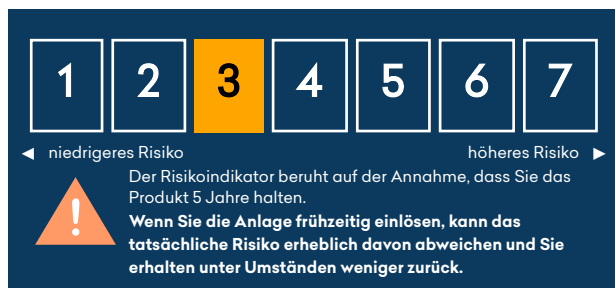 1 2 3 4 5 6 7
◄ niedrigeres Risiko höheres Risiko ►
Der Risikoindikator beruht auf der Annahme, dass Sie das
Produkt 5 Jahre halten.
!
Wenn Sie die Anlage frühzeitig einlösen, kann das
tatsächliche Risiko erheblich davon abweichen und Sie
erhalten unter Umständen weniger zurück.